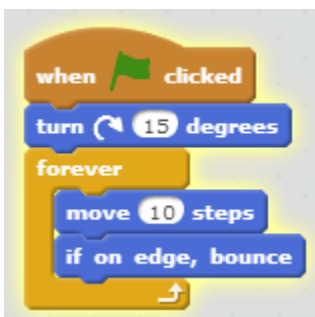 when clicked
turn 15 degrees
forever
move 10 steps
if on edge, bounce